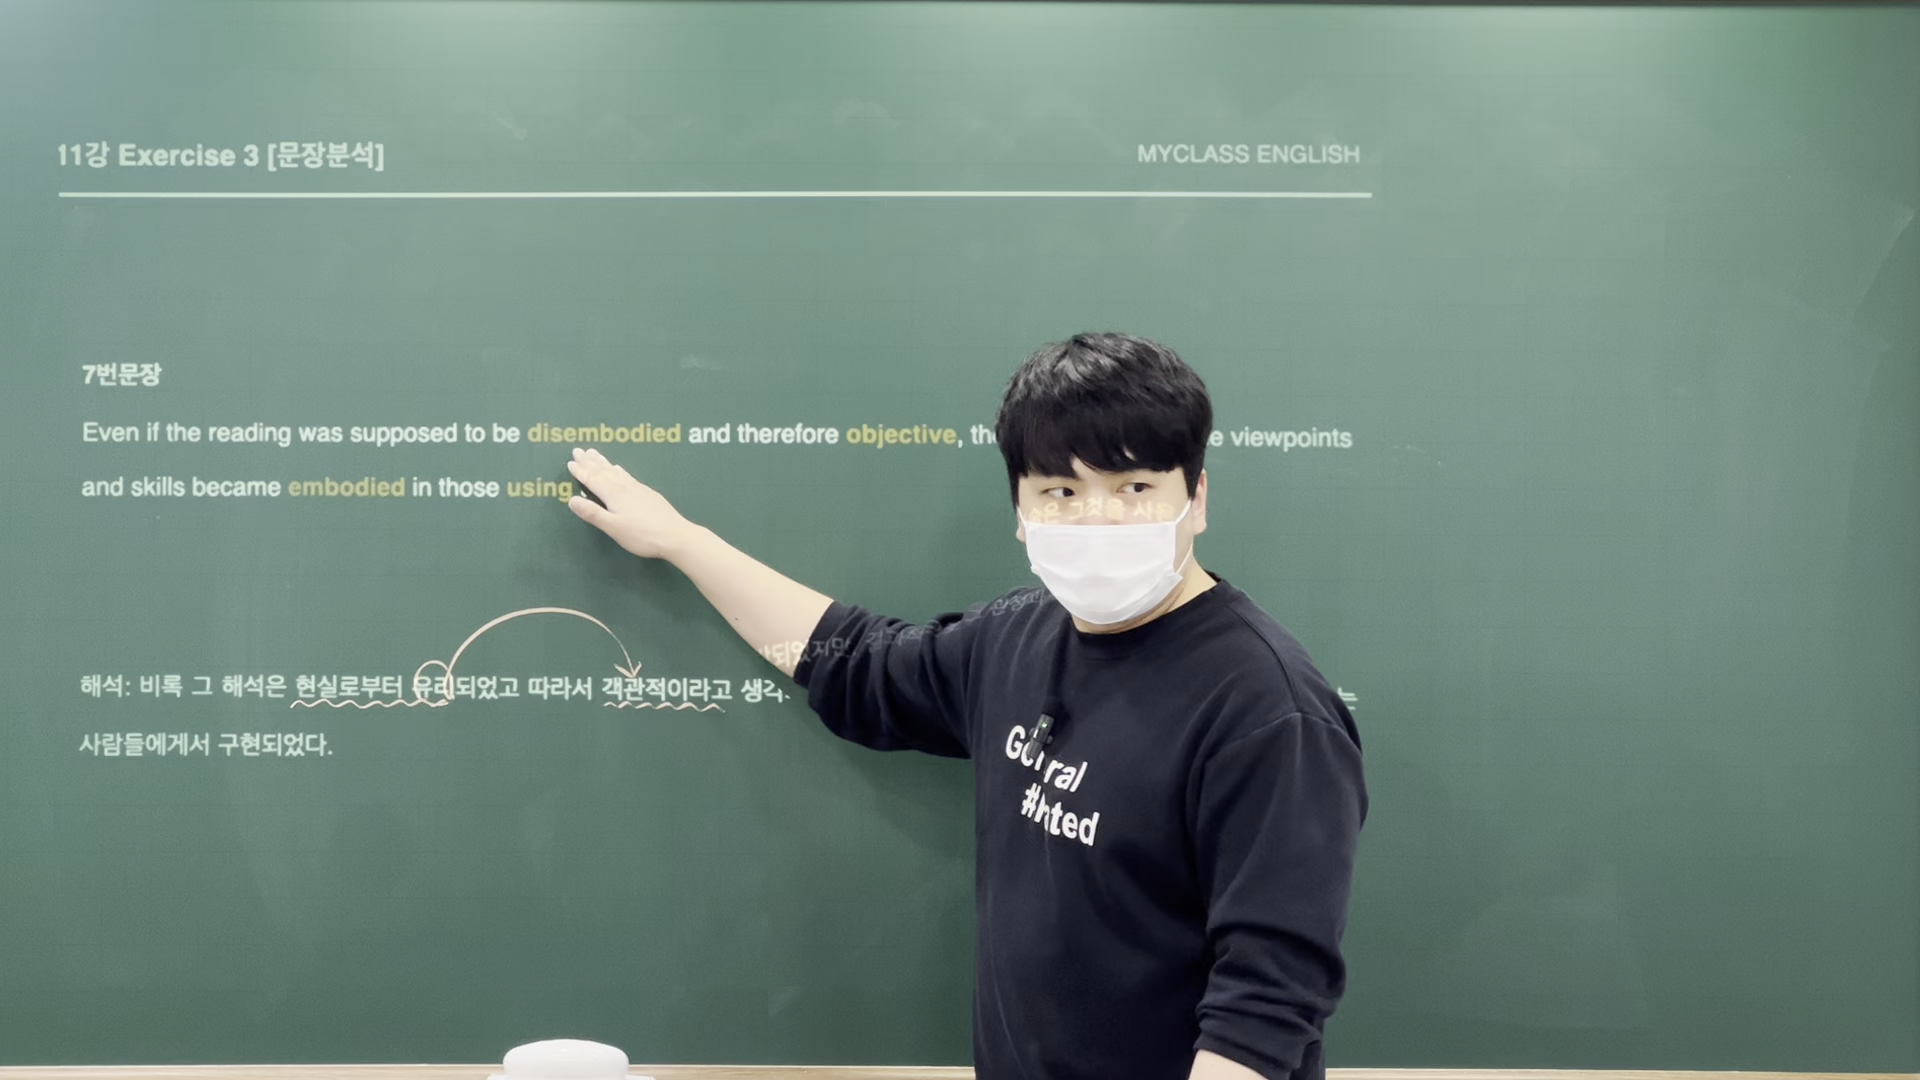 11강 Exercise 3 [문장분석]
MYCLASS ENGLISH
7번문장
Even if the reading was supposed to be disembodied and therefore objective, viewpoints
and skills became embodied in those using
해석: 비록 그 해석은 현실로부터 유리되었고 따라서 객관적이라고
사람들에게서 구현되었다.
General